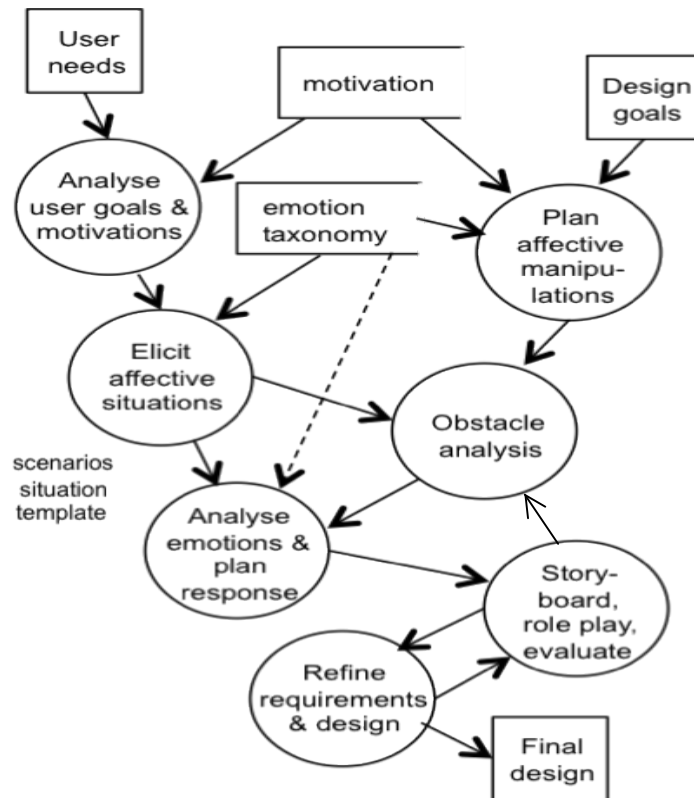 User
needs
motivation
Design
goals
Analyse
user goals &
motivations
emotion
taxonomy
Plan
affective
manipu-
lations
Elicit
affective
situations
Obstacle
analysis
scenarios
situation
template
Analyse
emotions &
plan
response
Story-
board,
role play,
evaluate
Refine
requirements
& design
Final
design